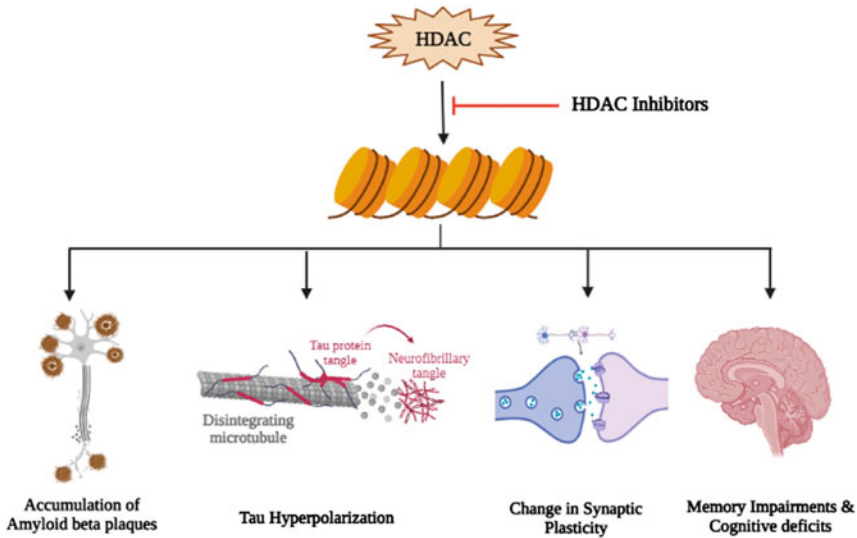 HDAC
HDAC Inhibitors
Tau protein
tangle
Neurofibrillary
tangle
Disintegrating
microtubule
Accumulation of
Amyloid beta plaques
Tau Hyperpolarization
Change in Synaptic
Plasticity
Memory Impairments &
Cognitive deficits